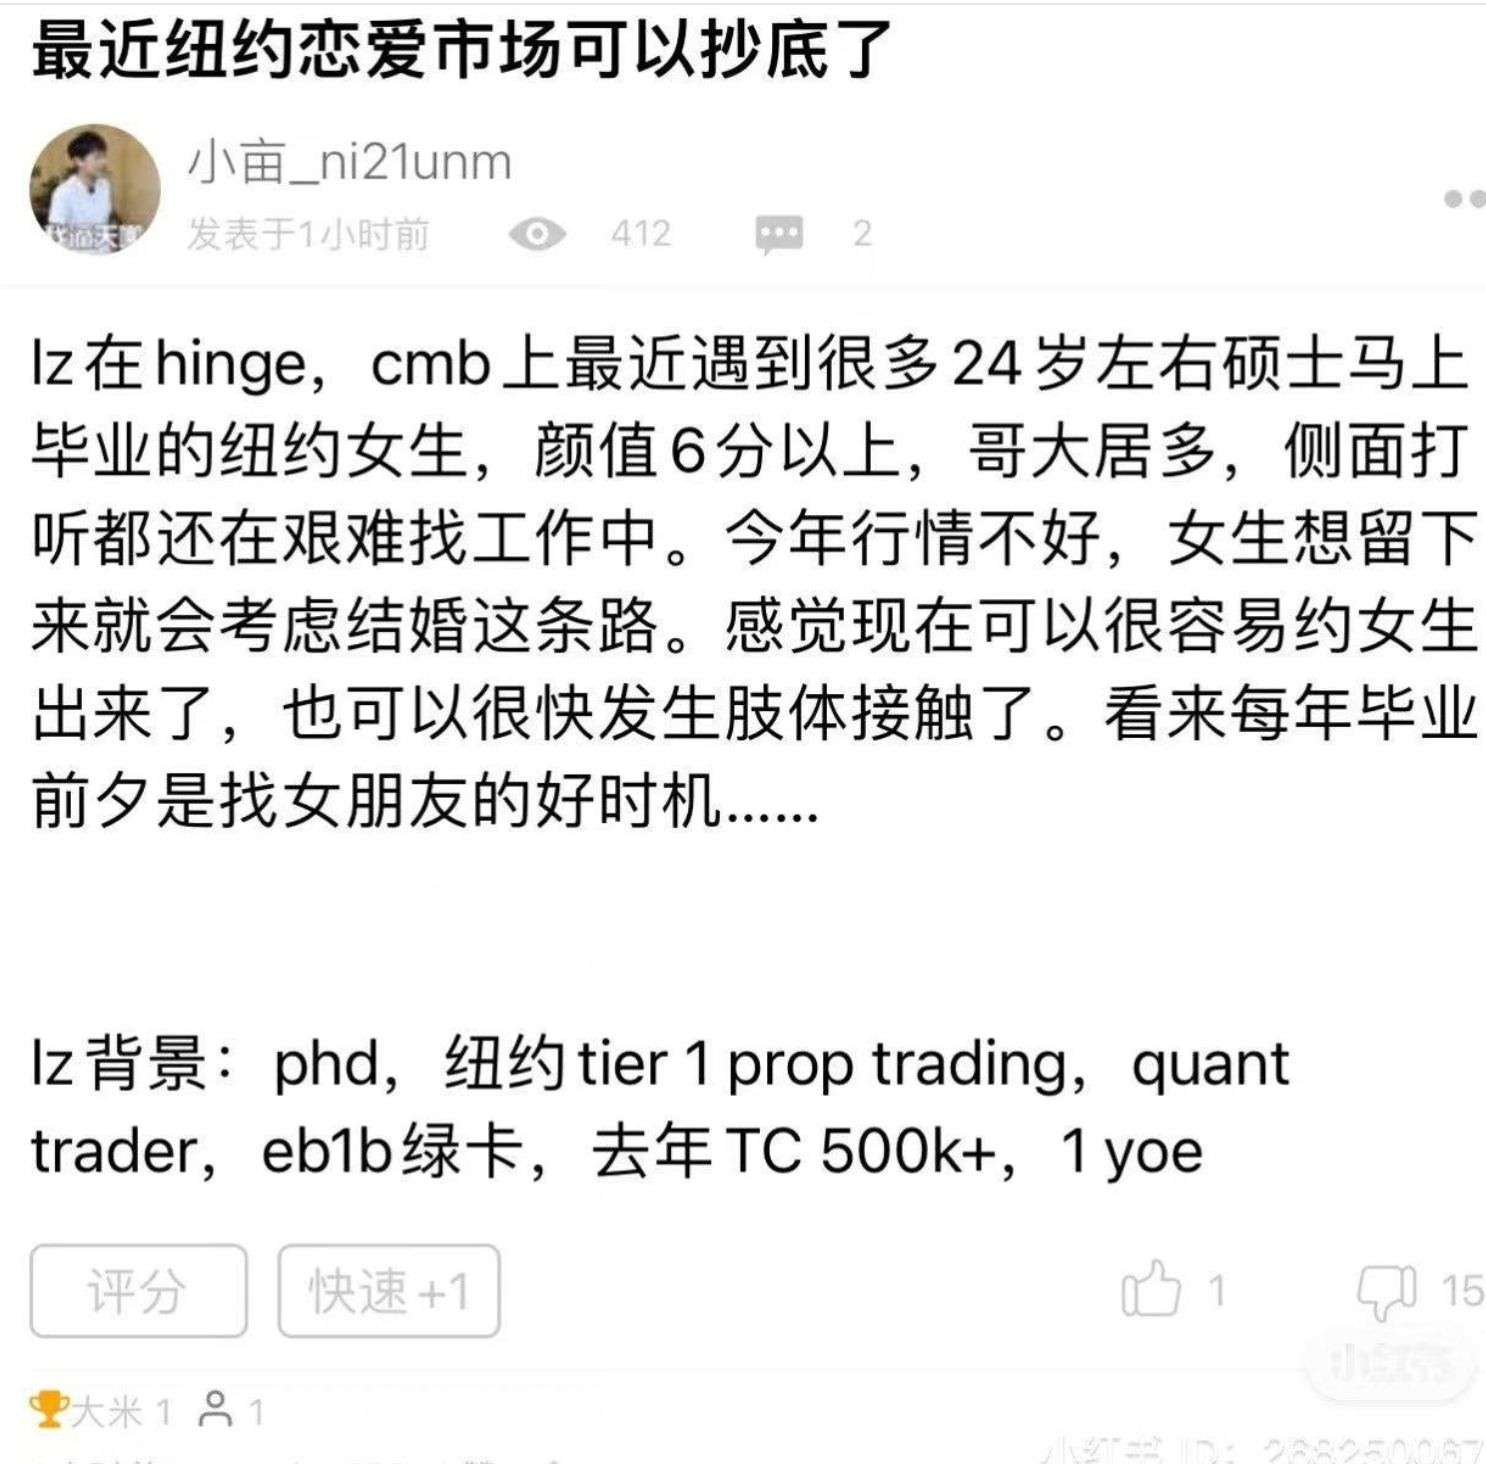 最近纽约恋爱市场可以抄底了
小亩_ni21unm
发表于1小时前 412 2
lz在hinge，cmb上最近遇到很多24岁左右硕士马上
毕业的纽约女生，颜值6分以上，哥大居多，侧面打
听都还在艰难找工作中。今年行情不好，女生想留下
来就会考虑结婚这条路。感觉现在可以很容易约女生
出来了，也可以很快发生肢体接触了。看来每年毕业
前夕是找女朋友的好时机......
lz背景：phd，纽约tier 1 prop trading，quant
trader，eb1b绿卡，去年TC 500k+，1 yoe
评分 快速+1 1 15
小红书
大米 1 1
小红书 ID：